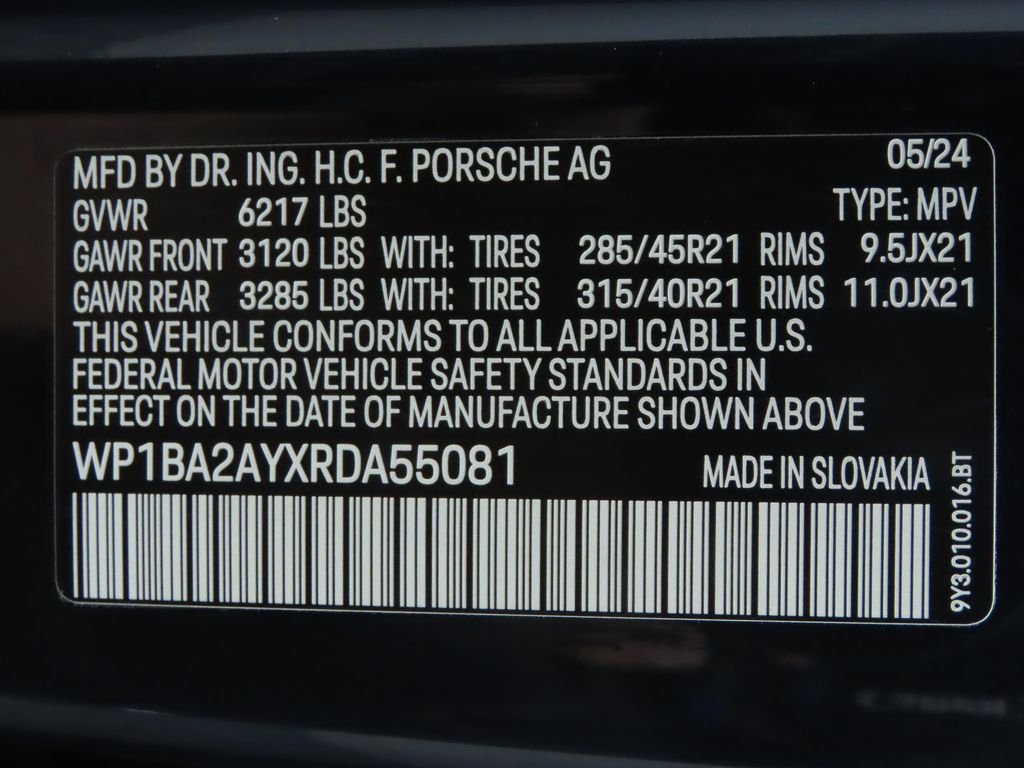 MFD BY DR. ING. H.C. F. PORSCHE AG 05/24
GVWR 6217 LBS TYPE: MPV
GAWR FRONT 3120 LBS WITH: TIRES 285/45R21 RIMS 9.5JX21
GAWR REAR 3285 LBS WITH: TIRES 315/40R21 RIMS 11.0JX21
THIS VEHICLE CONFORMS TO ALL APPLICABLE U.S.
FEDERAL MOTOR VEHICLE SAFETY STANDARDS IN
EFFECT ON THE DATE OF MANUFACTURE SHOWN ABOVE
WP1BA2AYXRDA55081 MADE IN SLOVAKIA
9Y3.010.016.BT